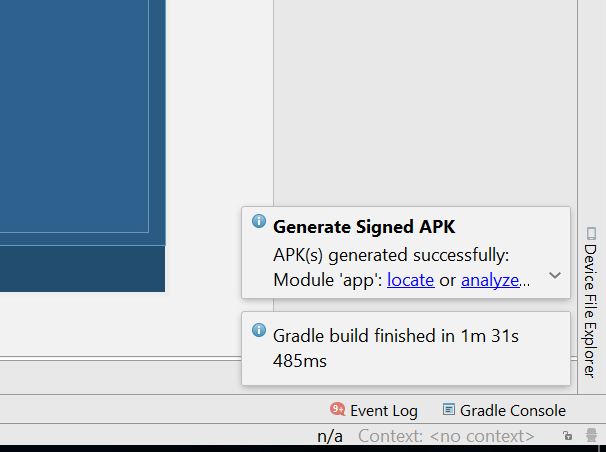 Generate Signed APK
APK(s) generated successfully:
Module 'app': locate or analyze...
Gradle build finished in 1m 31s
485ms
Device File Explorer
9+ Event Log
Gradle Console
n/a Context: <no context>